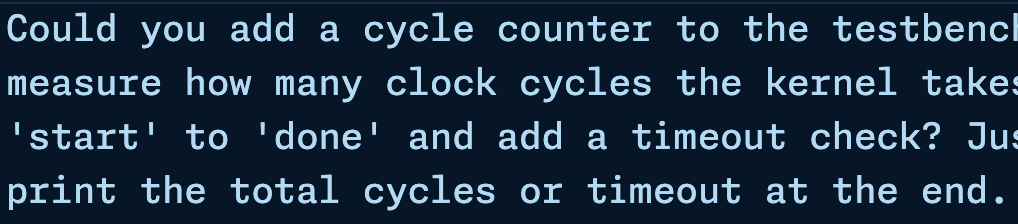 Could you add a cycle counter to the testbench
measure how many clock cycles the kernel takes
'start' to 'done' and add a timeout check? Jus
print the total cycles or timeout at the end.